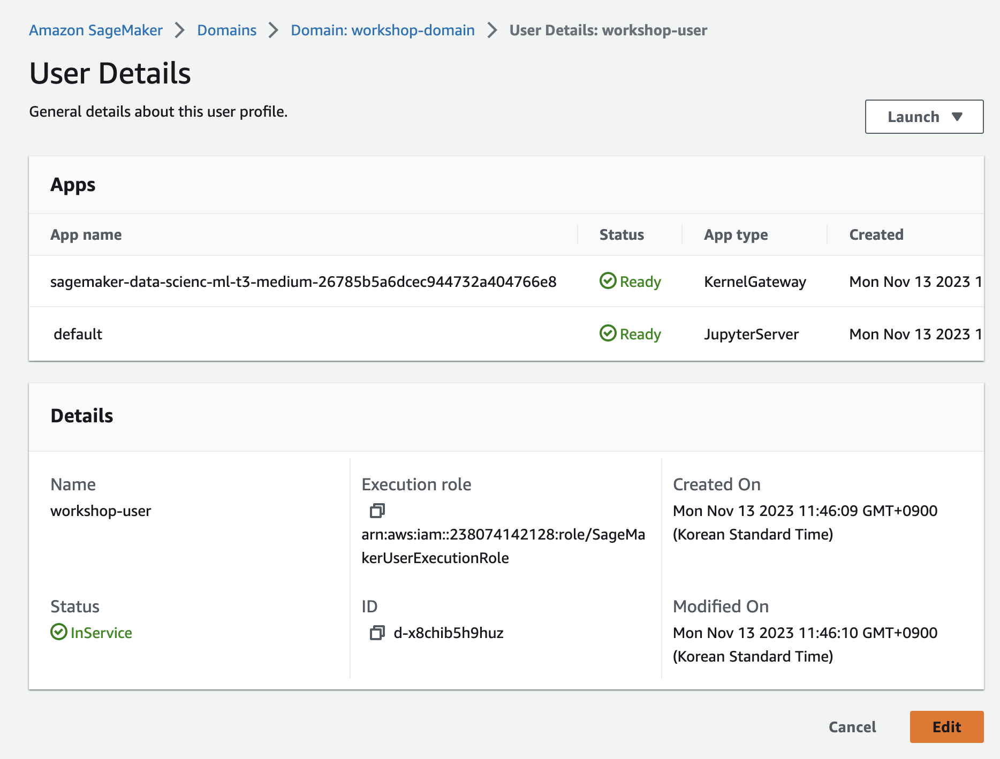 Amazon SageMaker > Domains > Domain: workshop-domain > User Details: workshop-user
User Details
General details about this user profile.
Launch
Apps
App name Status App type Created
sagemaker-data-scienc-ml-t3-medium-26785b5a6dcec944732a404766e8 Ready KernelGateway Mon Nov 13 2023 1
default Ready JupyterServer Mon Nov 13 2023 1
Details
Name
workshop-user
Execution role
arn:aws:iam::238074142128:role/SageMa
kerUserExecutionRole
Created On
Mon Nov 13 2023 11:46:09 GMT+0900
(Korean Standard Time)
Status
InService
ID
d-x8chib5h9huz
Modified On
Mon Nov 13 2023 11:46:10 GMT+0900
(Korean Standard Time)
Cancel
Edit